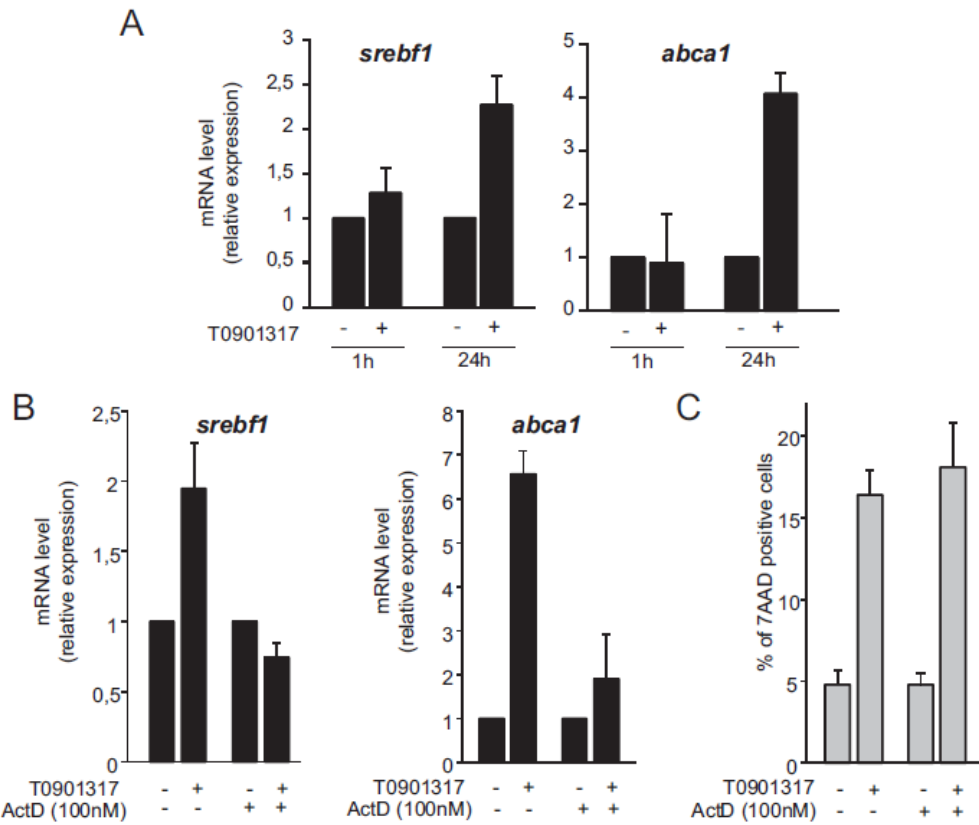 A
srebf1
mRNA level
(relative expression)
3
2,5
2
1,5
1
0,5
0
T0901317
- + - +
1h 24h
abca1
5
4
3
2
1
0
- + - +
1h 24h
B
srebf1
mRNA level
(relative expression)
2,5
2
1,5
1
0,5
0
T0901317 - + - +
ActD (100nM) - - + +
abca1
mRNA level
(relative expression)
8
7
6
5
4
3
2
1
0
T0901317 - + - +
ActD (100nM) - - + +
C
% of 7AAD positive cells
20
15
10
5
0
T0901317 - + - +
ActD (100nM) - - + +